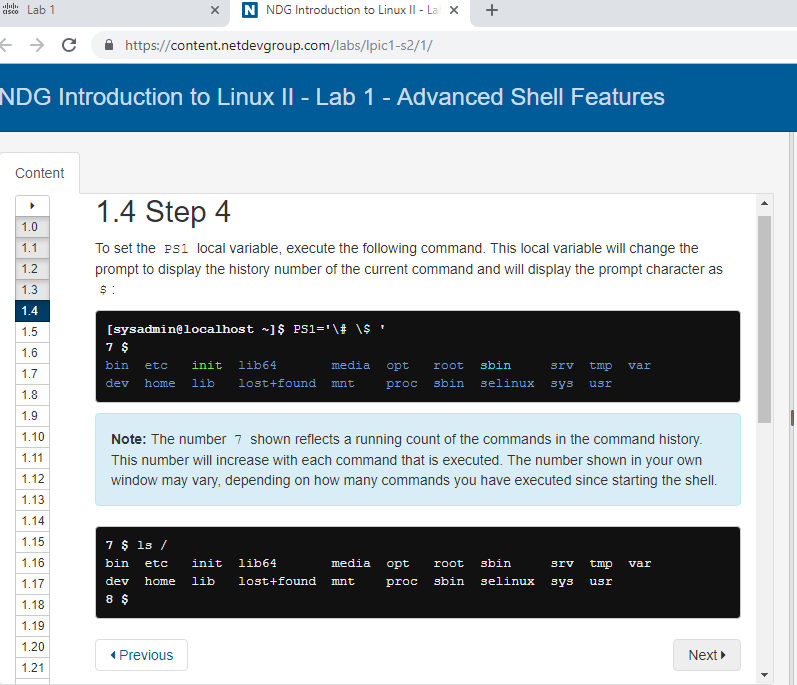 cisco Lab 1
N NDG Introduction to Linux II - La
https://content.netdevgroup.com/labs/lpic1-s2/1/
NDG Introduction to Linux II - Lab 1 - Advanced Shell Features
Content
1.0
1.1
1.2
1.3
1.4
1.5
1.6
1.7
1.8
1.9
1.10
1.11
1.12
1.13
1.14
1.15
1.16
1.17
1.18
1.19
1.20
1.21
1.4 Step 4
To set the PS1 local variable, execute the following command. This local variable will change the
prompt to display the history number of the current command and will display the prompt character as
$ :
[sysadmin@localhost ~]$ PS1='\# \$ '
7 $
bin etc init lib64 media opt root sbin srv tmp var
dev home lib lost+found mnt proc sbin selinux sys usr
Note: The number 7 shown reflects a running count of the commands in the command history.
This number will increase with each command that is executed. The number shown in your own
window may vary, depending on how many commands you have executed since starting the shell.
7 $ ls /
bin etc init lib64 media opt root sbin srv tmp var
dev home lib lost+found mnt proc sbin selinux sys usr
8 $
Previous
Next